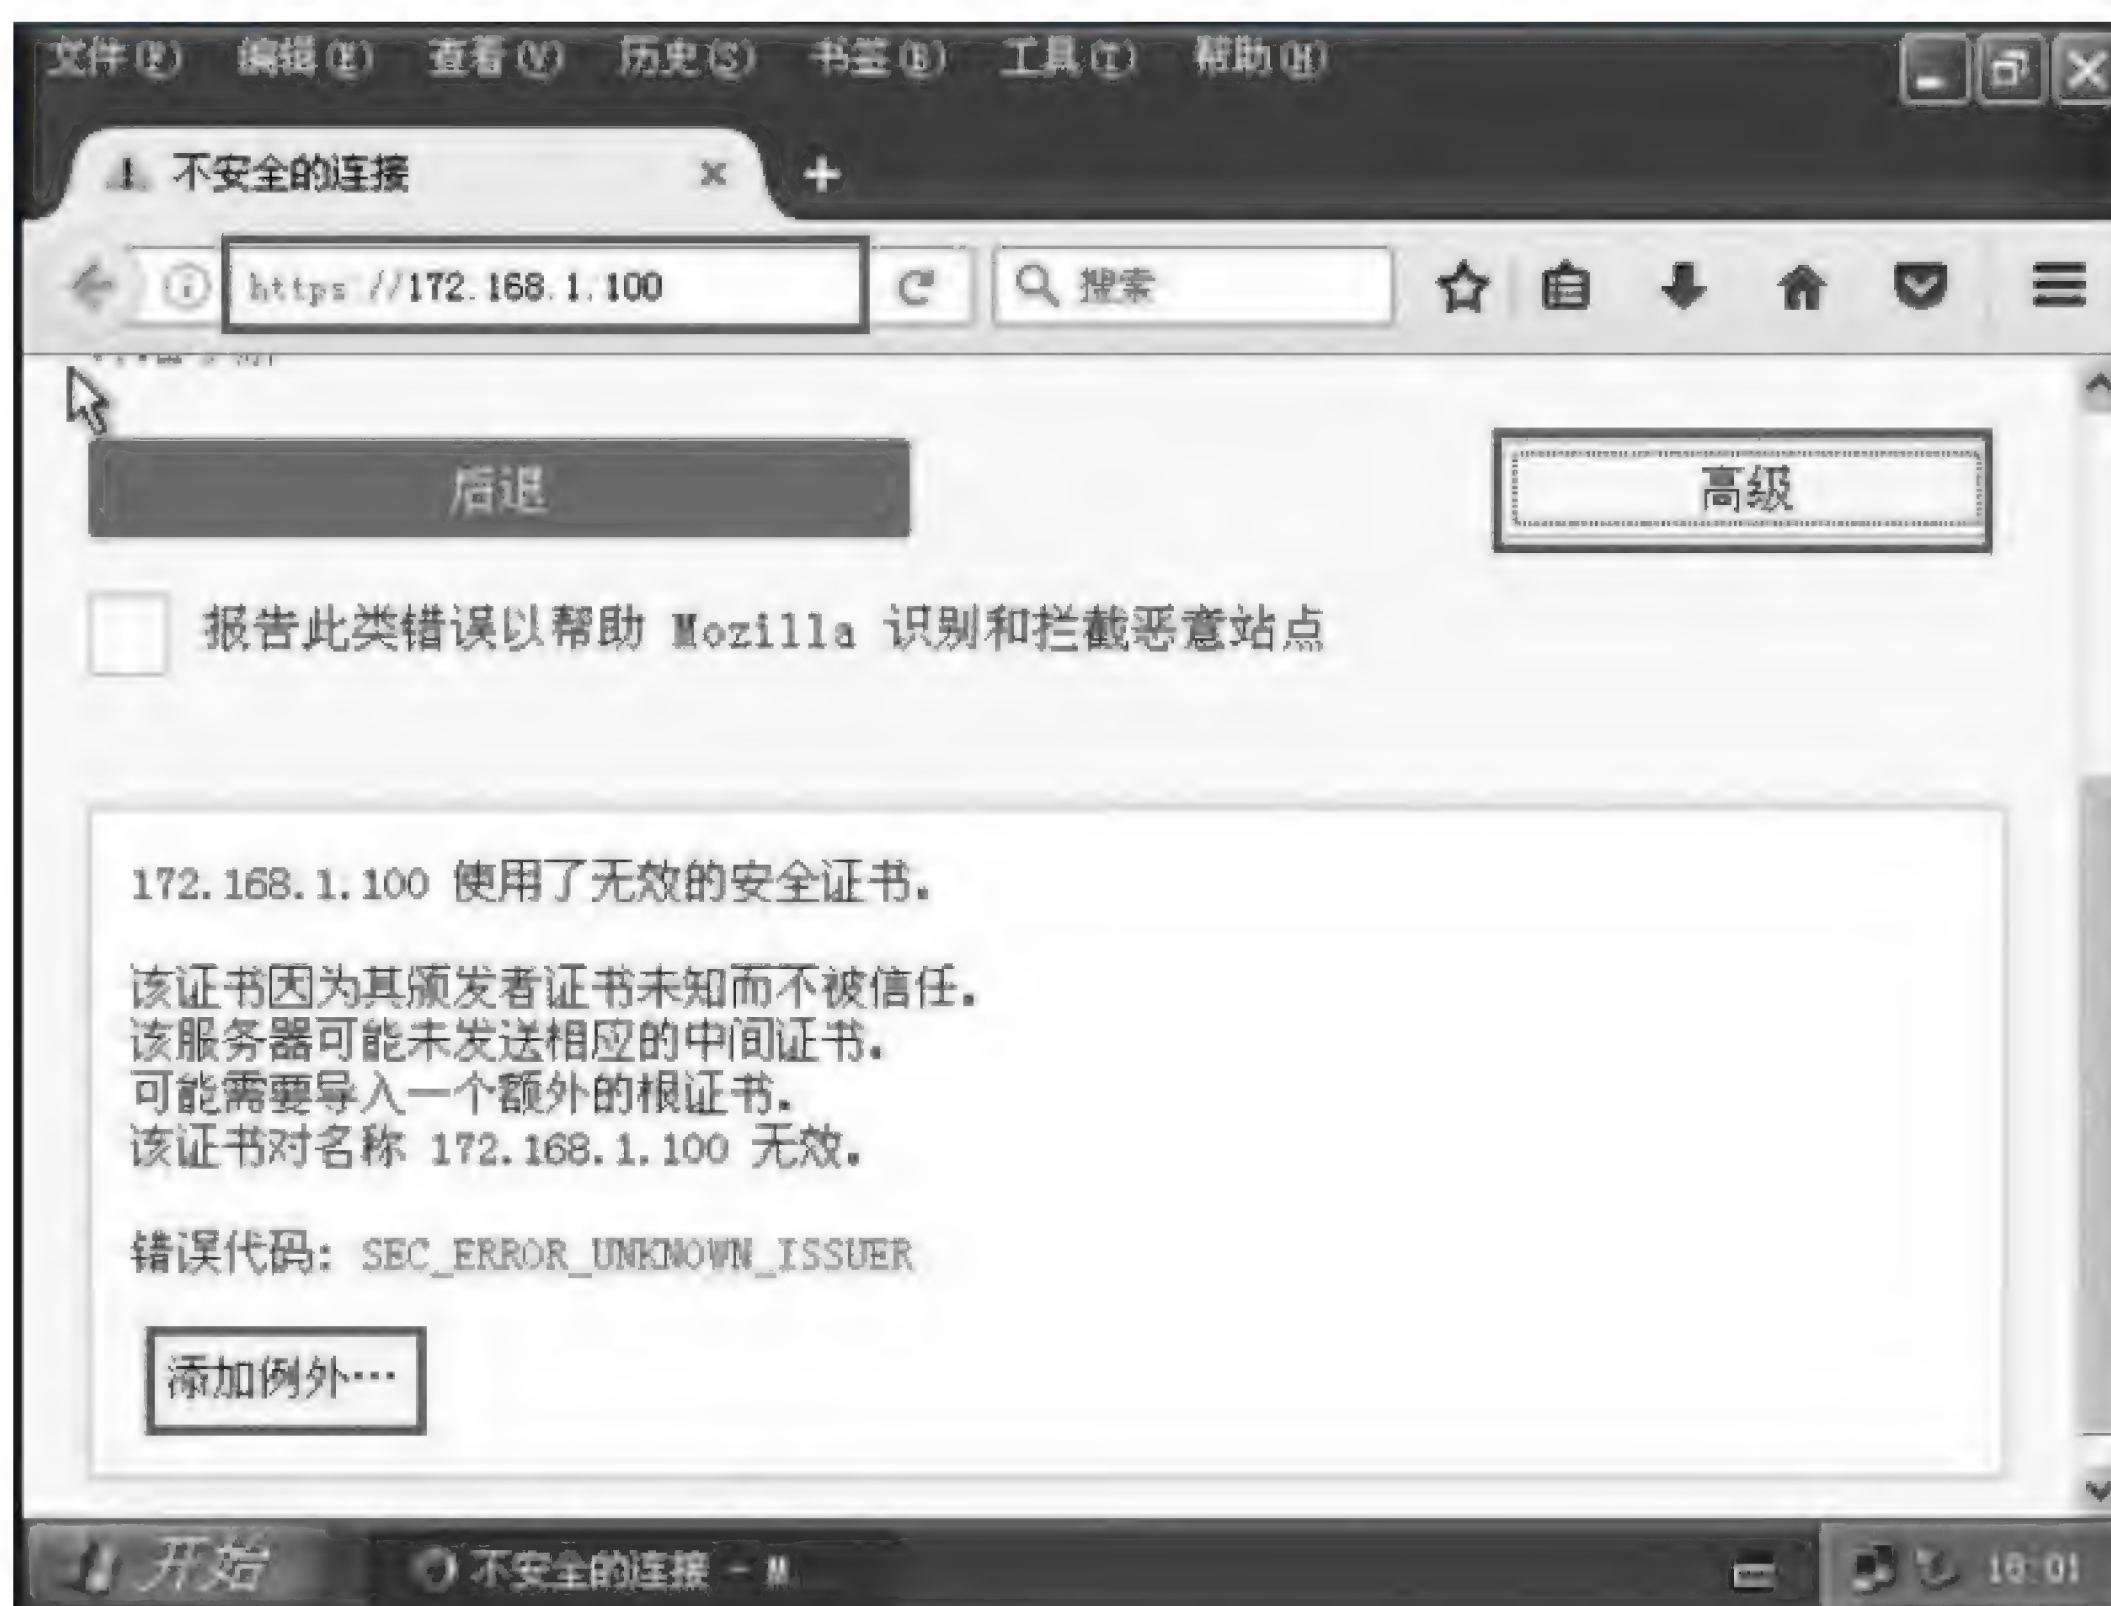 文件(F) 编辑(E) 查看(V) 历史(S) 书签(B) 工具(T) 帮助(H)
不安全的连接
https://172.168.1.100 搜索
后退 高级
报告此类错误以帮助 Mozilla 识别和拦截恶意站点
172.168.1.100 使用了无效的安全证书。
该证书因为其颁发者证书未知而不被信任。
该服务器可能未发送相应的中间证书。
可能需要导入一个额外的根证书。
该证书对名称 172.168.1.100 无效。
错误代码: SEC_ERROR_UNKNOWN_ISSUER
添加例外…
开始 不安全的连接 - M